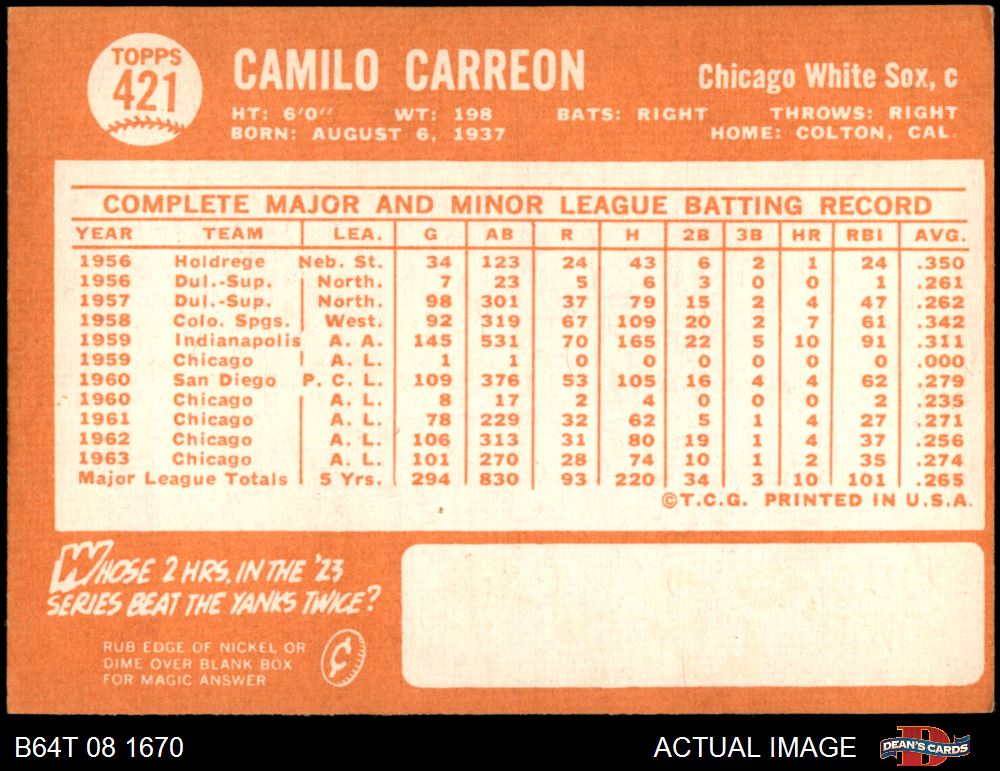 TOPPS
421
CAMILO CARREON
Chicago White Sox, c
HT: 6'0" WT: 198 BATS: RIGHT THROWS: RIGHT
BORN: AUGUST 6, 1937 HOME: COLTON, CAL.
COMPLETE MAJOR AND MINOR LEAGUE BATTING RECORD
YEAR TEAM LEA. G AB R H 2B 3B HR RBI AVG.
1956 Holdrege Neb. St. 34 123 24 43 6 2 1 24 .350
1956 Dul.-Sup. North. 7 23 5 6 3 0 0 1 .261
1957 Dul.-Sup. North. 98 301 37 79 15 2 4 47 .262
1958 Colo. Spgs. West. 92 319 67 109 20 2 7 61 .342
1959 Indianapolis A. A. 145 531 70 165 22 5 10 91 .311
1959 Chicago A. L. 1 1 0 0 0 0 0 0 .000
1960 San Diego P. C. L. 109 376 53 105 16 4 4 62 .279
1960 Chicago A. L. 8 17 2 4 0 0 0 2 .235
1961 Chicago A. L. 78 229 32 62 5 1 4 27 .271
1962 Chicago A. L. 106 313 31 80 19 1 4 37 .256
1963 Chicago A. L. 101 270 28 74 10 1 2 35 .274
Major League Totals 5 Yrs. 294 830 93 220 34 3 10 101 .265
©T.C.G. PRINTED IN U.S.A.
WHOSE 2 HRS. IN THE '23
SERIES BEAT THE YANKS TWICE?
RUB EDGE OF NICKEL OR
DIME OVER BLANK BOX
FOR MAGIC ANSWER
¢
B64T 08 1670 ACTUAL IMAGE DEAN'S CARDS